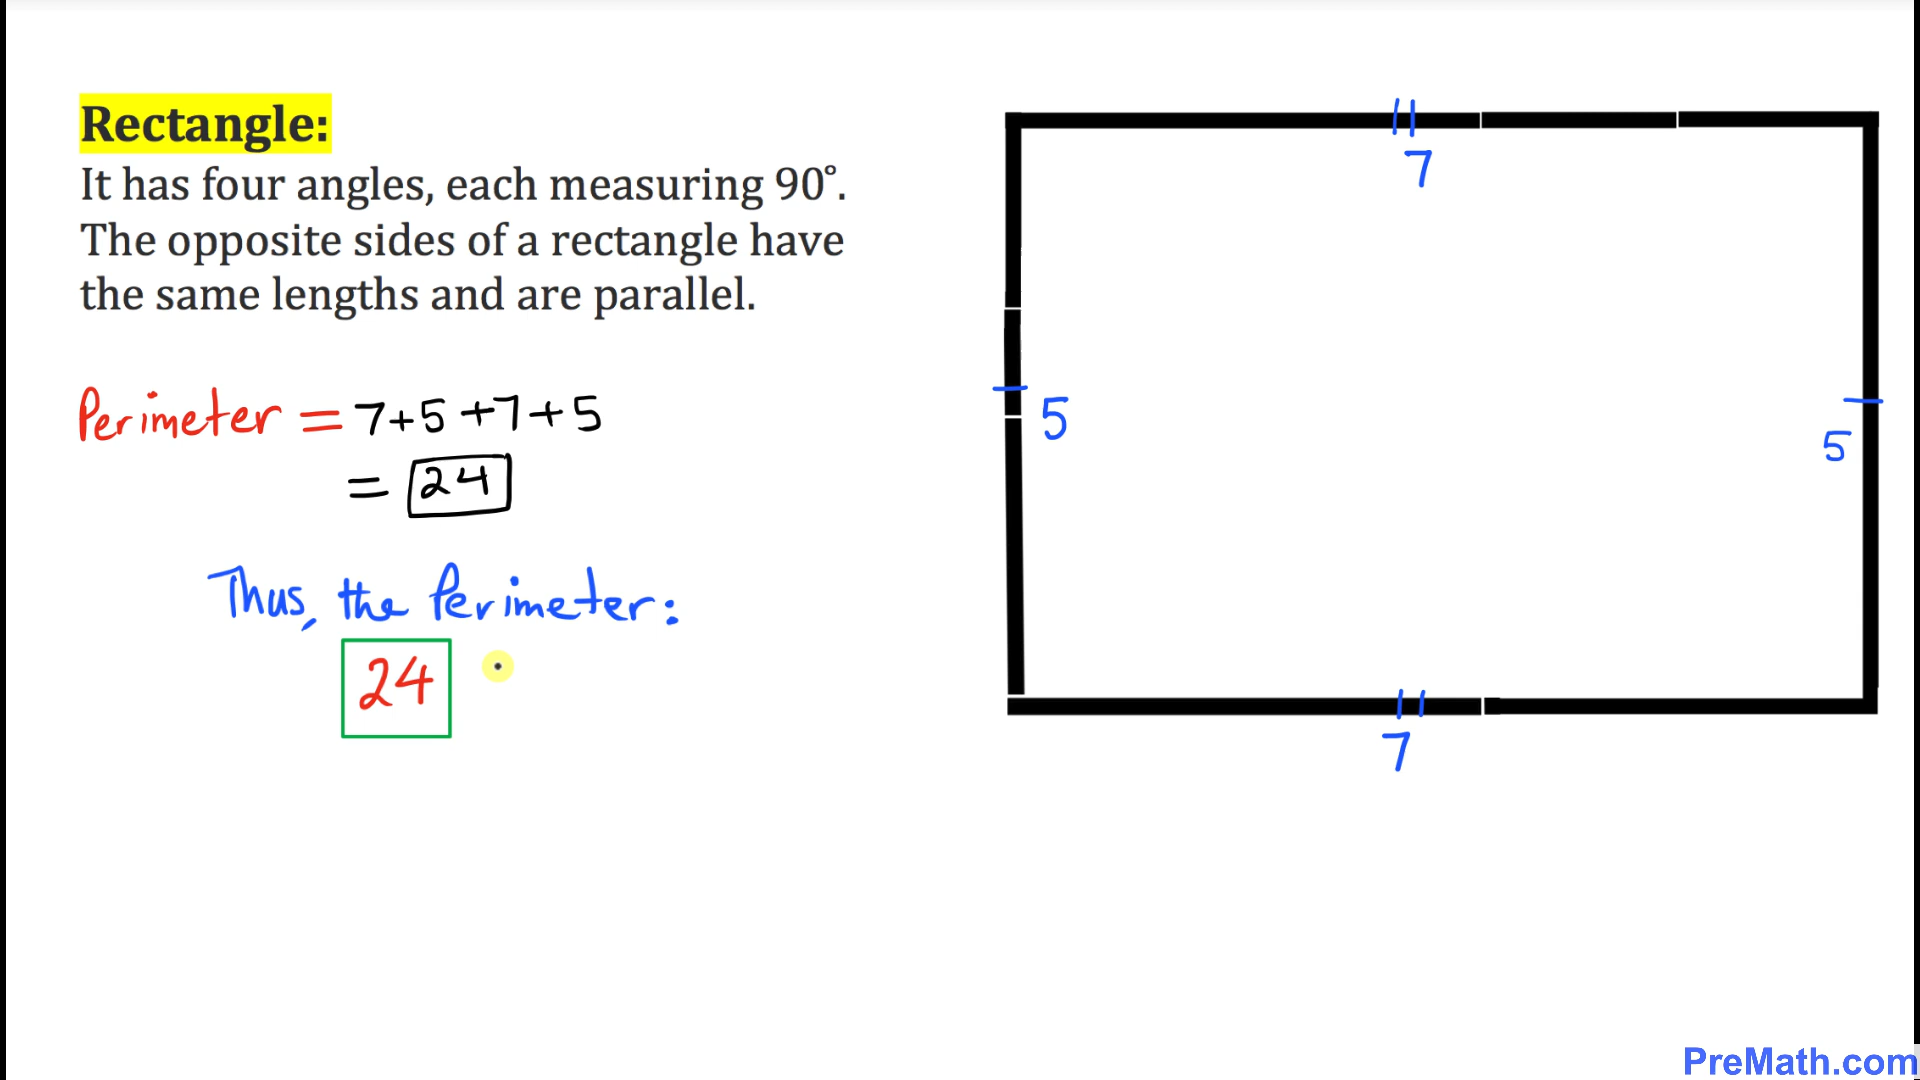 Rectangle:
It has four angles, each measuring 90°.
The opposite sides of a rectangle have
the same lengths and are parallel.
Perimeter = 7+5+7+5
= 24
Thus, the Perimeter:
24
7
5
5
7
PreMath.com